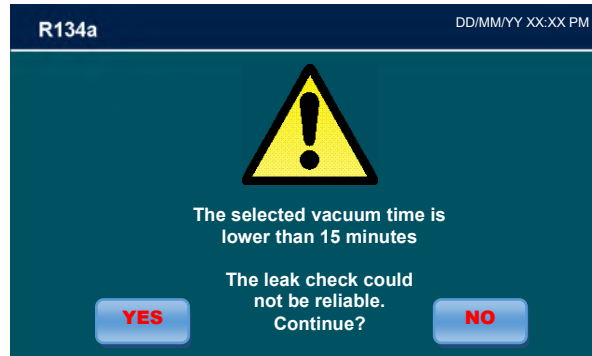 R134a
DD/MM/YY XX:XX PM
The selected vacuum time is
lower than 15 minutes
The leak check could
not be reliable.
Continue?
YES
NO